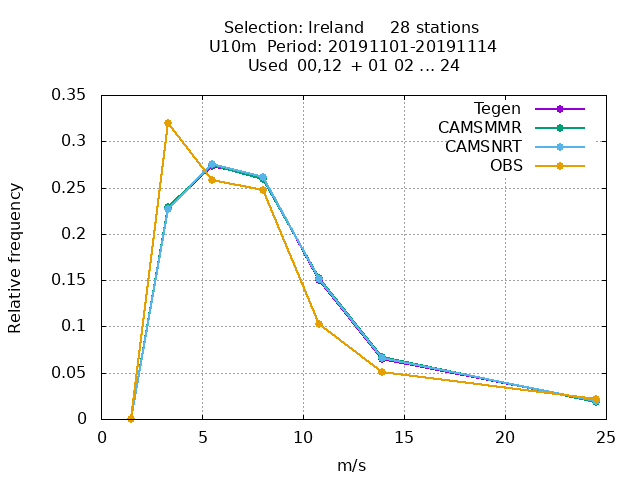 Selection: Ireland 28 stations
U10m Period: 20191101-20191114
Used 00,12 + 01 02 ... 24
Relative frequency
0.35
0.3
0.25
0.2
0.15
0.1
0.05
0
Tegen
CAMSMMR
CAMSNRT
OBS
0 5 10 15 20 25
m/s